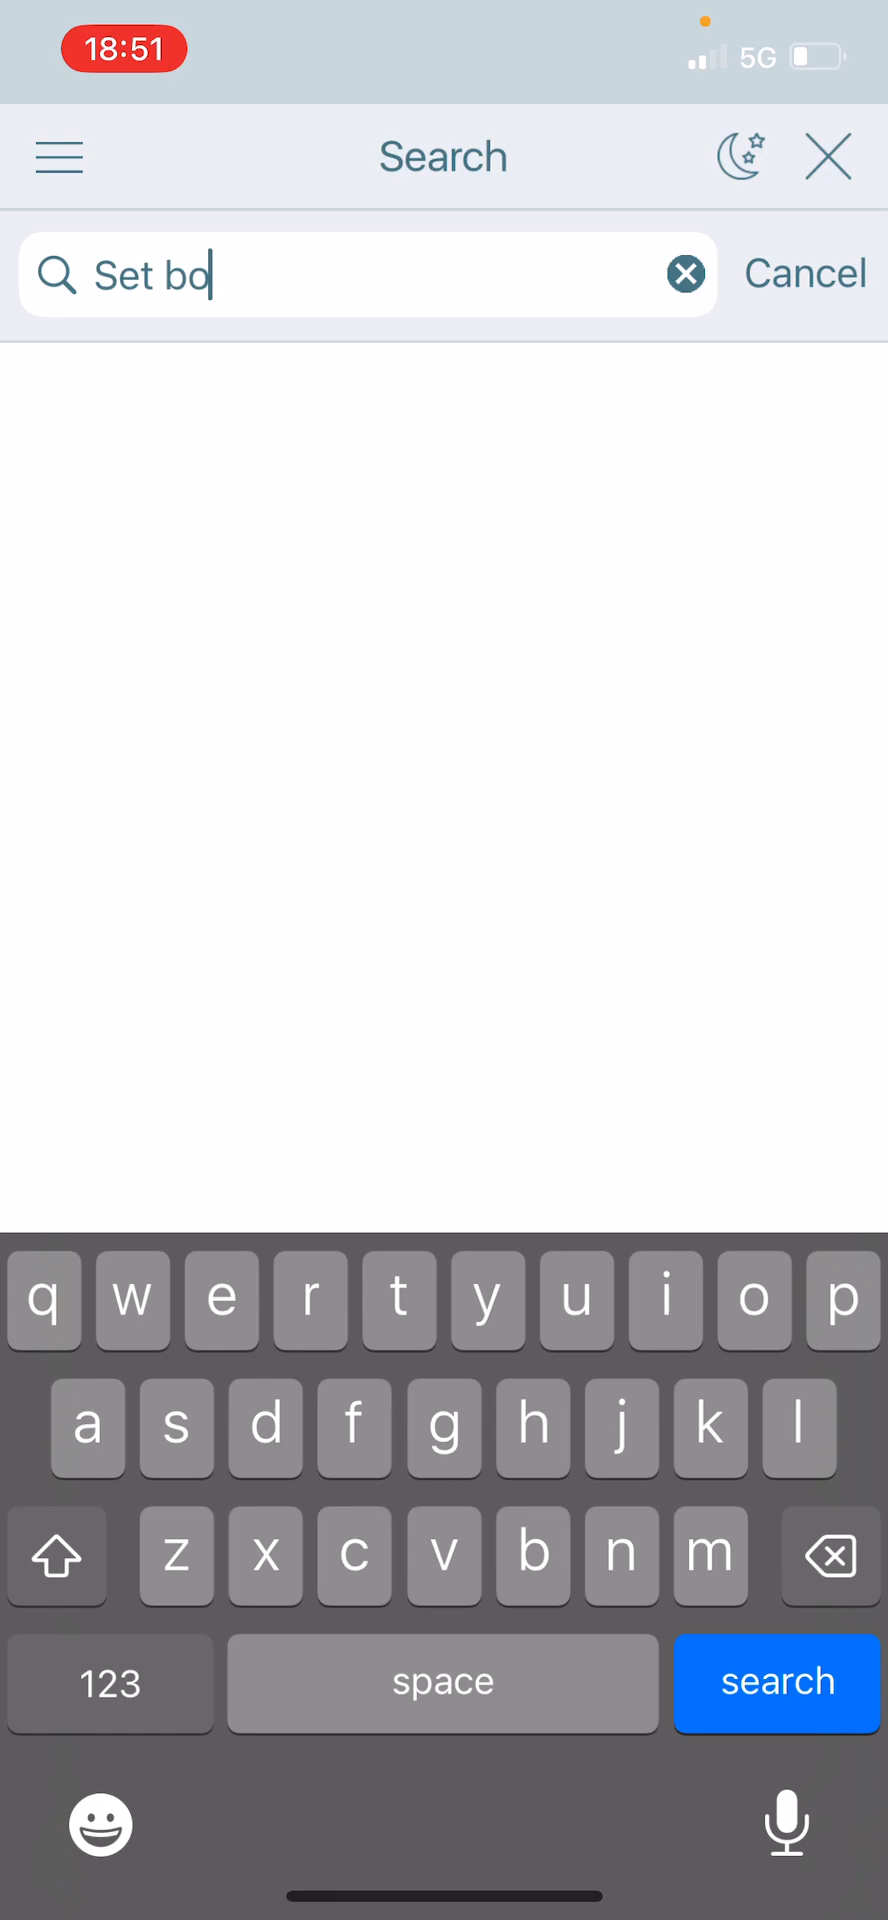 18:51
5G
Search
Set bo
Cancel
q w e r t y u i o p
a s d f g h j k l
z x c v b n m
123 space search